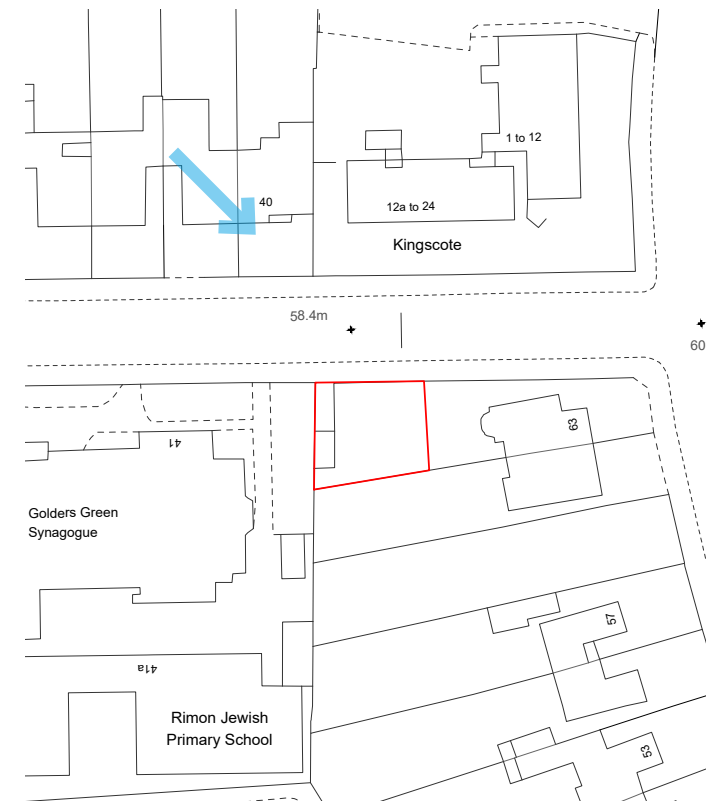 1 to 12
40
12a to 24
Kingscote
58.4m
60
63
41
Golders Green
Synagogue
57
41a
Rimon Jewish
Primary School
53